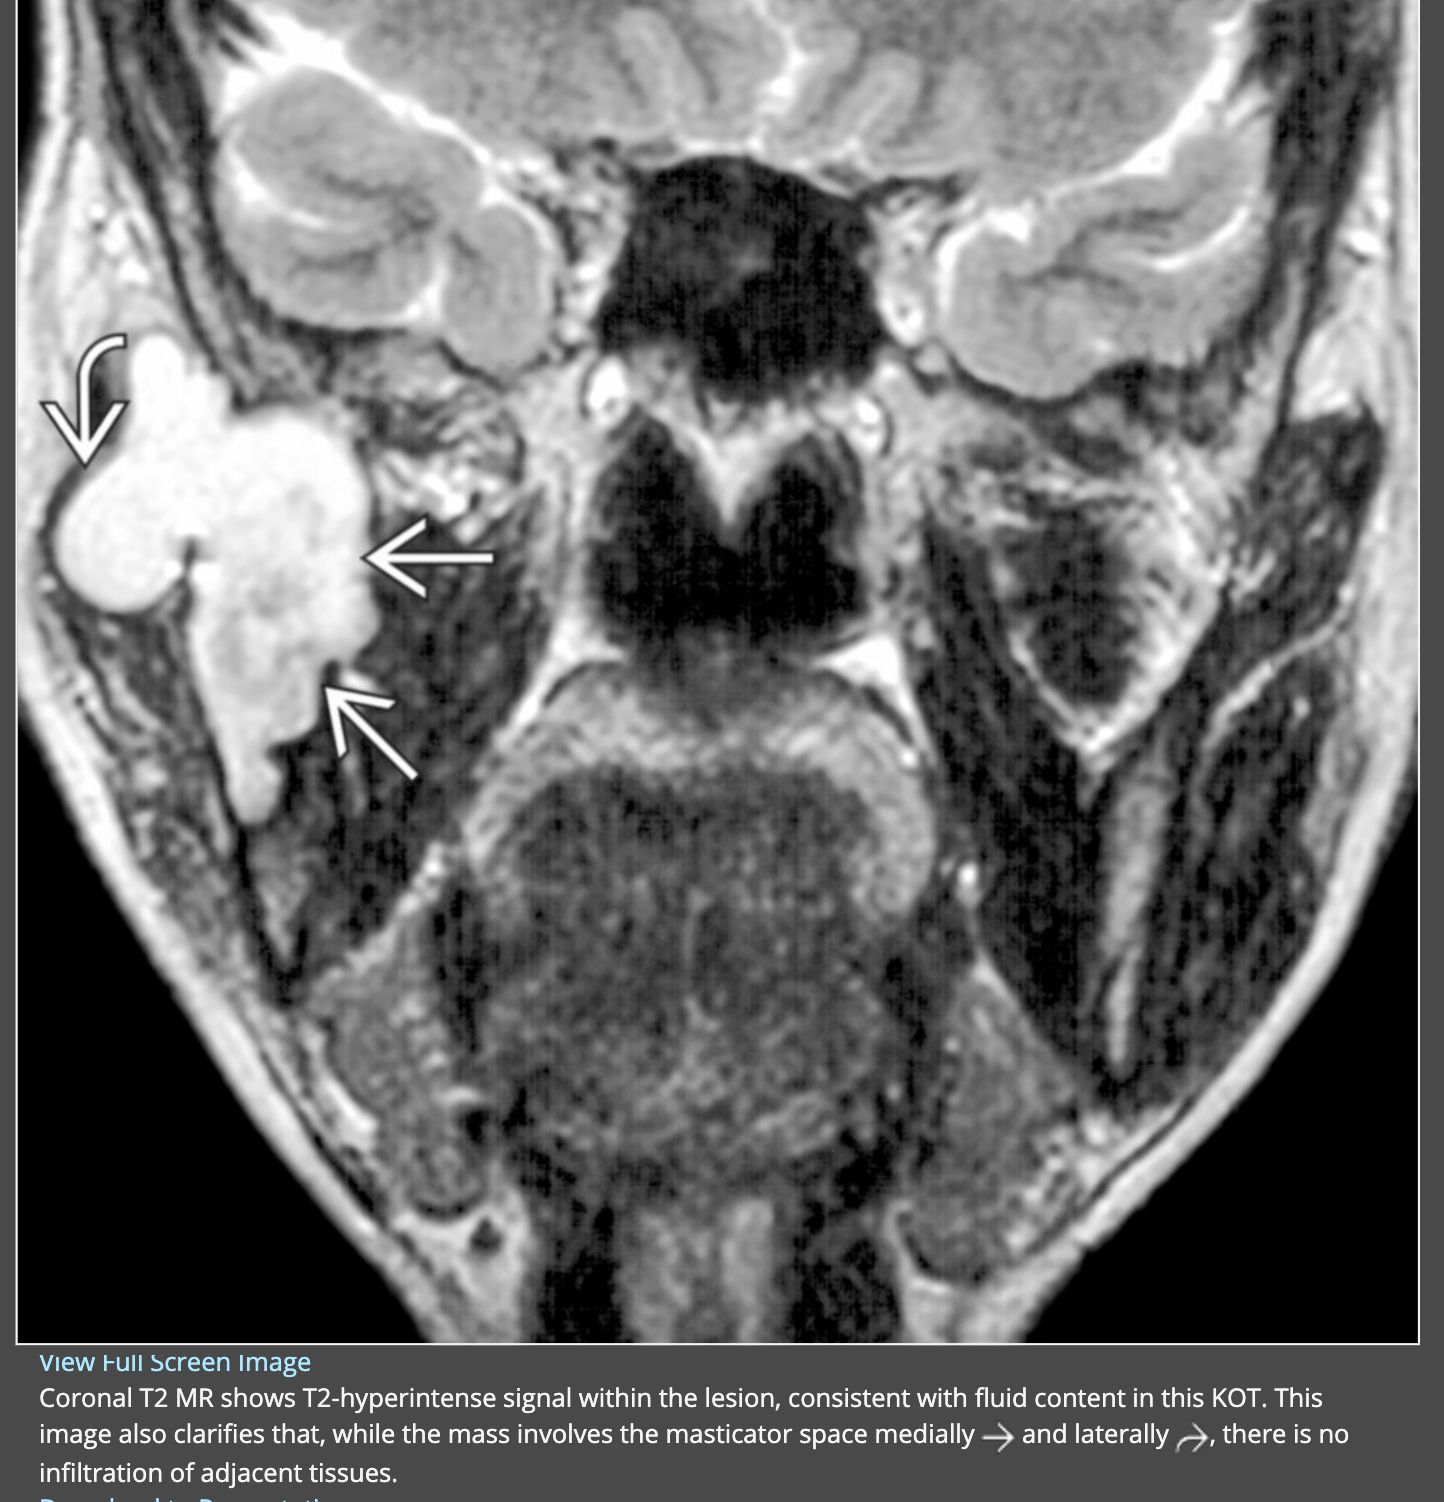 View Full Screen Image
Coronal T2 MR shows T2-hyperintense signal within the lesion, consistent with fluid content in this KOT. This
image also clarifies that, while the mass involves the masticator space medially → and laterally ↷, there is no
infiltration of adjacent tissues.